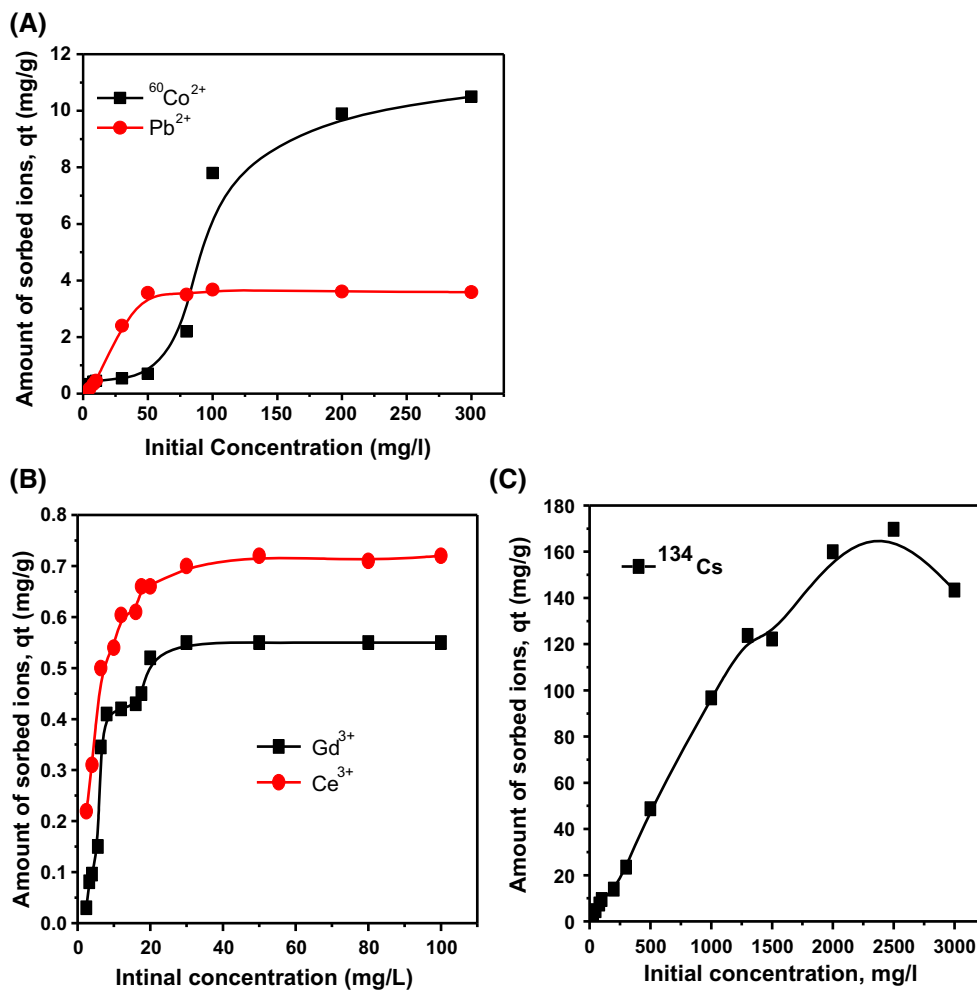 (A)
Amount of sorbed ions, qt (mg/g)
12
10
8
6
4
2
0
⁶⁰Co²⁺
Pb²⁺
0 50 100 150 200 250 300
Initial Concentration (mg/l)
(B)
Amount of sorbed ions, qt (mg/g)
0.8
0.7
0.6
0.5
0.4
0.3
0.2
0.1
0.0
Gd³⁺
Ce³⁺
0 20 40 60 80 100
Intinal concentration (mg/L)
(C)
Amount of sorbed ions, qt (mg/g)
180
160
140
120
100
80
60
40
20
0
¹³⁴Cs
0 500 1000 1500 2000 2500 3000
Initial concentration, mg/l